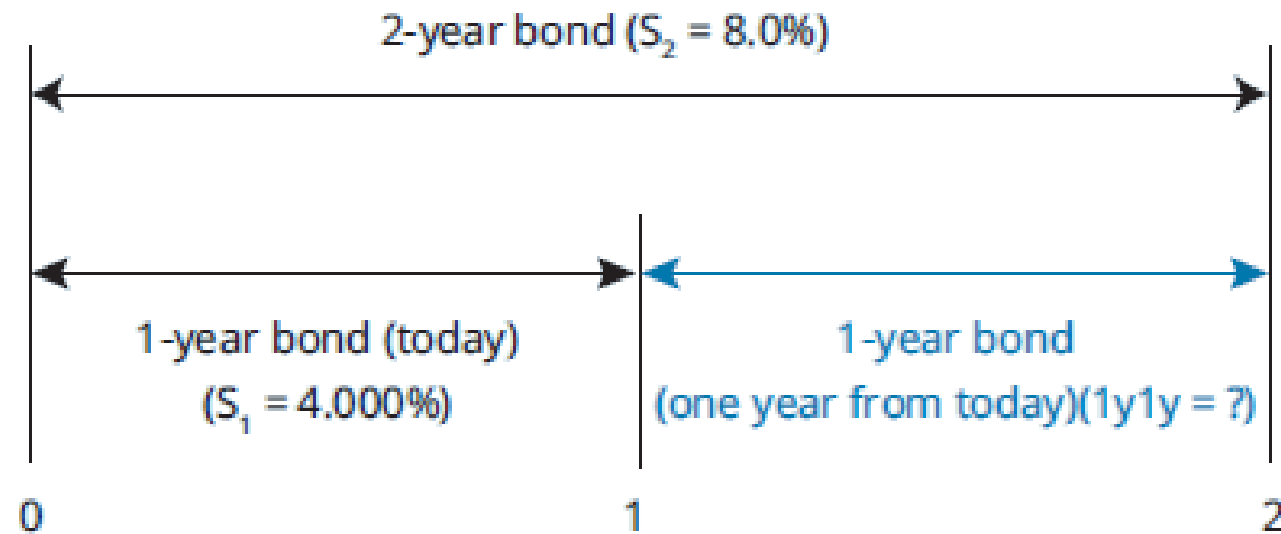 2-year bond (S₂ = 8.0%)
1-year bond (today)
(S₁ = 4.000%)
1-year bond
(one year from today)(1y1y = ?)
0
1
2